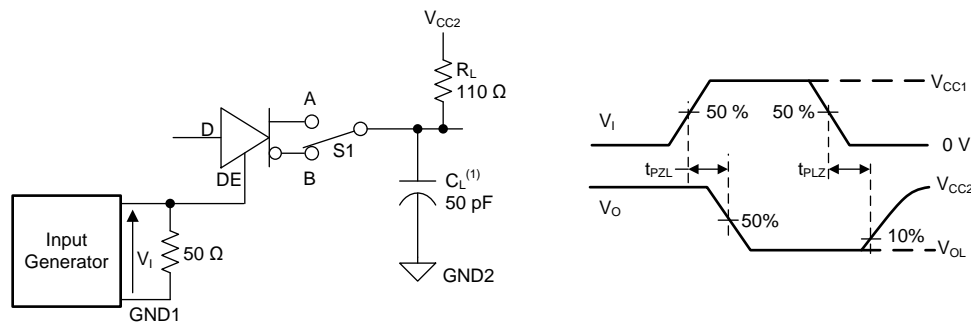 VCC2
RL
110 Ω
A
D
S1
B
DE
CL(1)
50 pF
Input
Generator
VI
50 Ω
GND1
GND2
VI
50 %
50 %
VCC1
0 V
tPZL
tPLZ
VO
VCC2
50%
10%
VOL